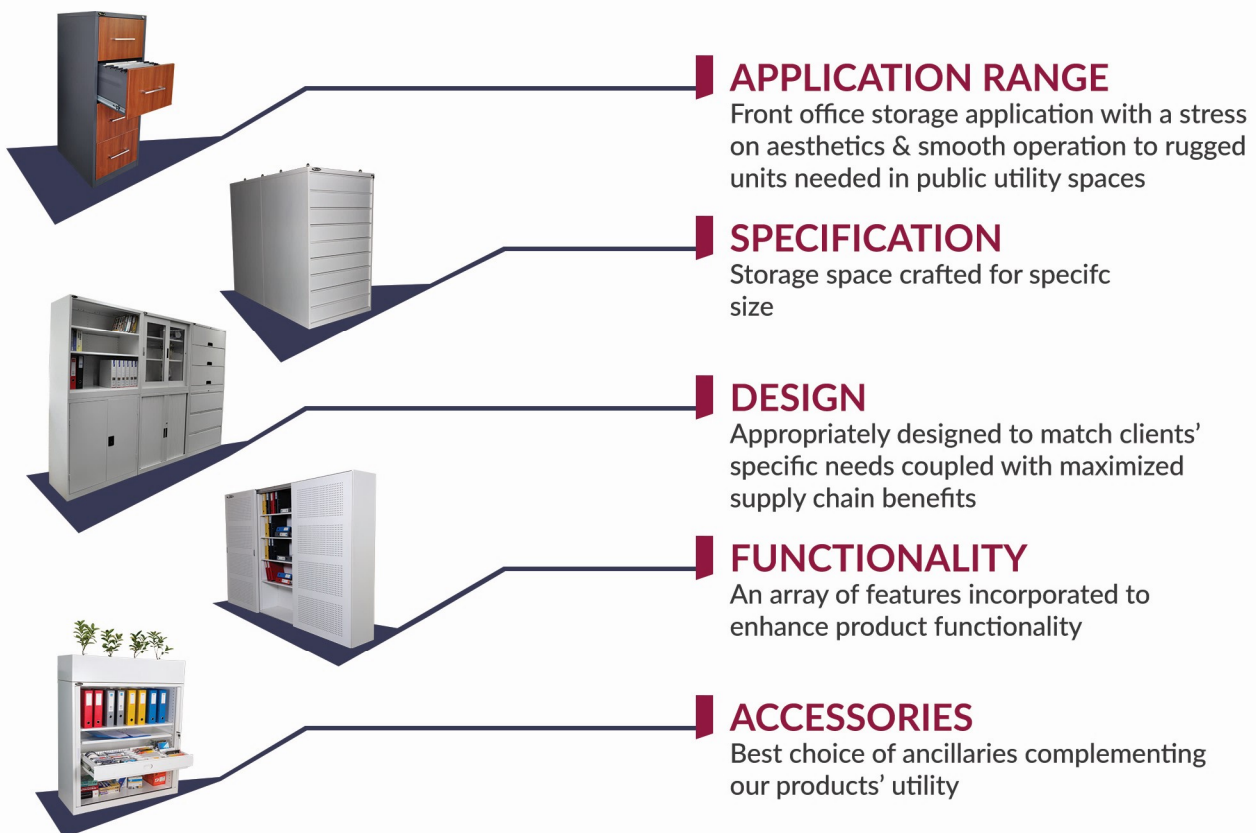 APPLICATION RANGE
Front office storage application with a stress
on aesthetics & smooth operation to rugged
units needed in public utility spaces
SPECIFICATION
Storage space crafted for specifc
size
DESIGN
Appropriately designed to match clients’
specific needs coupled with maximized
supply chain benefits
FUNCTIONALITY
An array of features incorporated to
enhance product functionality
ACCESSORIES
Best choice of ancillaries complementing
our products’ utility